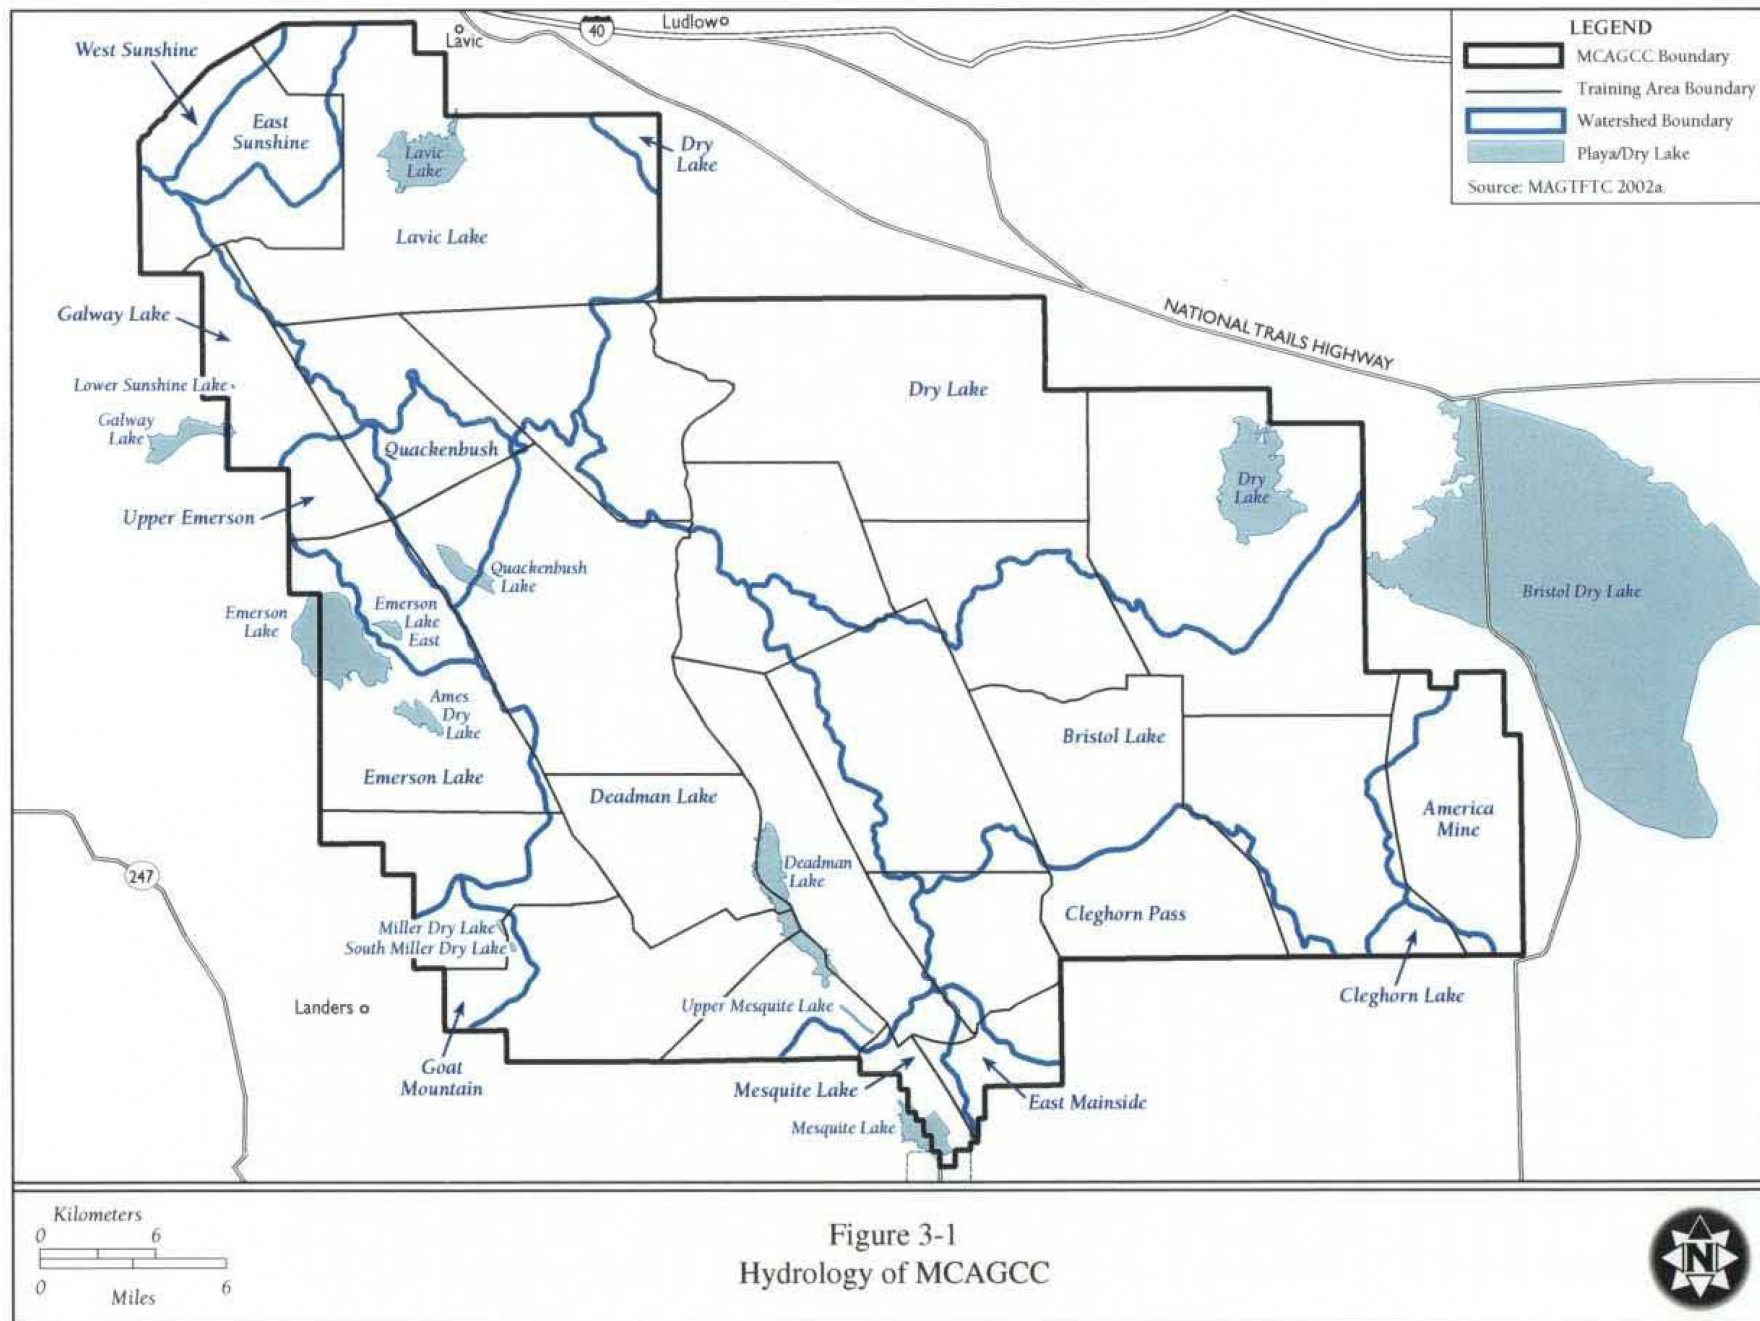 Lavic
40
Ludlow
LEGEND
MCAGCC Boundary
Training Area Boundary
Watershed Boundary
Playa/Dry Lake
Source: MAGTFTC 2002a.
West Sunshine
East
Sunshine
Lavic
Lake
Dry
Lake
Lavic Lake
Galway Lake
NATIONAL TRAILS HIGHWAY
Lower Sunshine Lake
Galway
Lake
Dry Lake
Quackenbush
Dry
Lake
Upper Emerson
Quackenbush
Lake
Bristol Dry Lake
Emerson
Lake
Emerson
Lake
East
Ames
Dry
Lake
Bristol Lake
Emerson Lake
Deadman Lake
America
Mine
247
Deadman
Lake
Cleghorn Pass
Miller Dry Lake
South Miller Dry Lake
Landers
Upper Mesquite Lake
Cleghorn Lake
Goat
Mountain
Mesquite Lake
East Mainside
Mesquite Lake
Kilometers
0 6
0 6
Miles
Figure 3-1
Hydrology of MCAGCC
N